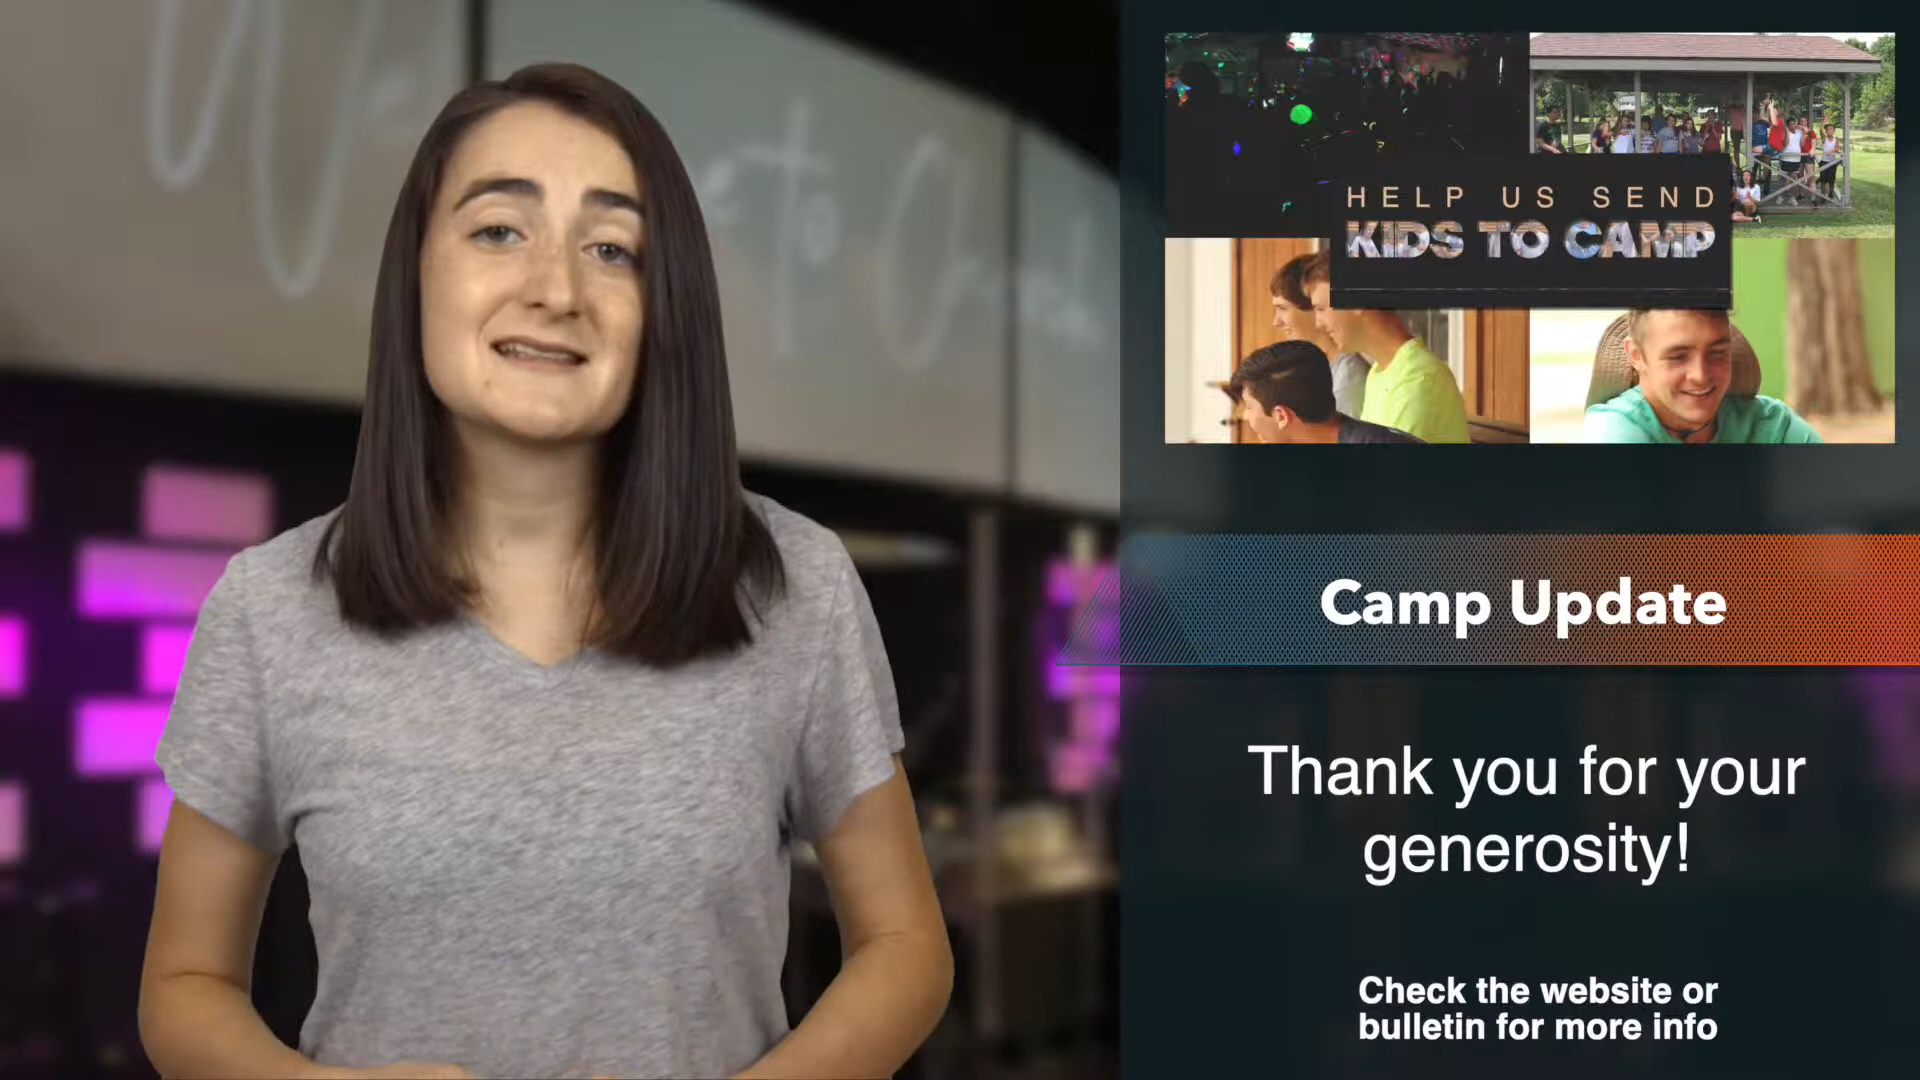 HELP US SEND
KIDS TO CAMP
Camp Update
Thank you for your
generosity!
Check the website or
bulletin for more info